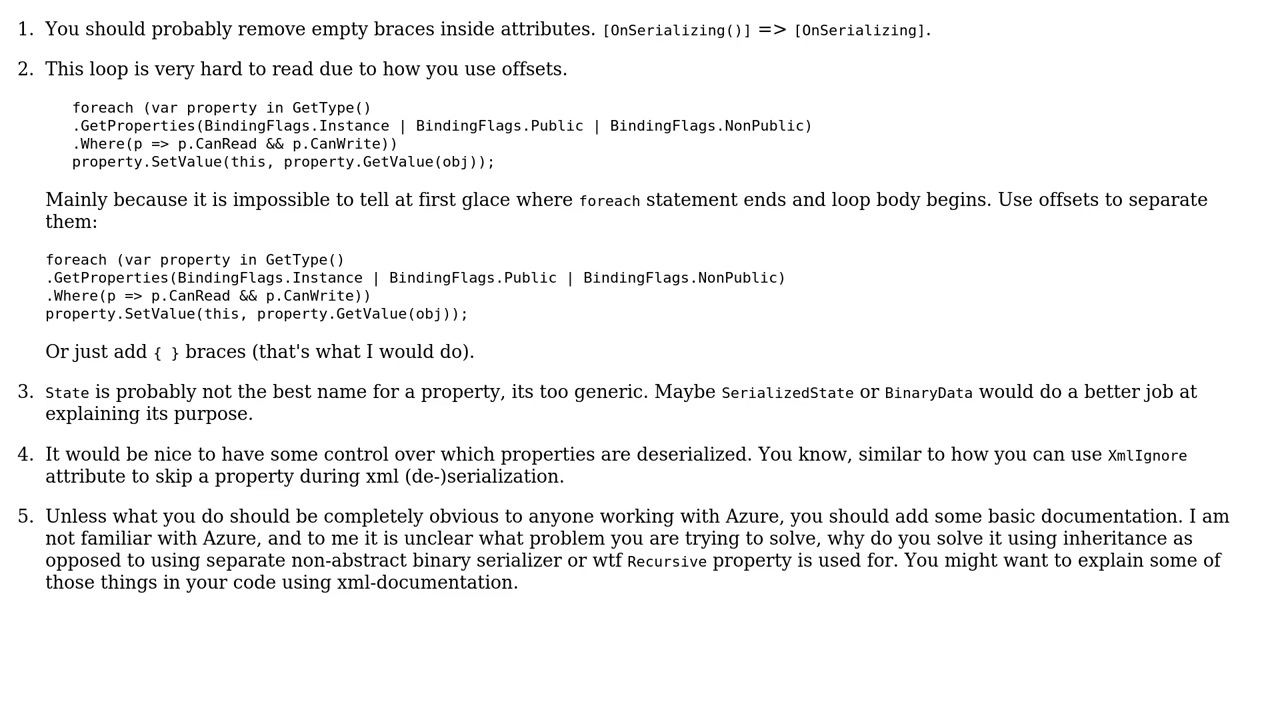 1. You should probably remove empty braces inside attributes. [OnSerializing()] => [OnSerializing].
2. This loop is very hard to read due to how you use offsets.
foreach (var property in GetType()
.GetProperties(BindingFlags.Instance | BindingFlags.Public | BindingFlags.NonPublic)
.Where(p => p.CanRead && p.CanWrite))
property.SetValue(this, property.GetValue(obj));
Mainly because it is impossible to tell at first glace where foreach statement ends and loop body begins. Use offsets to separate
them:
foreach (var property in GetType()
.GetProperties(BindingFlags.Instance | BindingFlags.Public | BindingFlags.NonPublic)
.Where(p => p.CanRead && p.CanWrite))
property.SetValue(this, property.GetValue(obj));
Or just add { } braces (that's what I would do).
3. State is probably not the best name for a property, its too generic. Maybe SerializedState or BinaryData would do a better job at
explaining its purpose.
4. It would be nice to have some control over which properties are deserialized. You know, similar to how you can use XmlIgnore
attribute to skip a property during xml (de-)serialization.
5. Unless what you do should be completely obvious to anyone working with Azure, you should add some basic documentation. I am
not familiar with Azure, and to me it is unclear what problem you are trying to solve, why do you solve it using inheritance as
opposed to using separate non-abstract binary serializer or wtf Recursive property is used for. You might want to explain some of
those things in your code using xml-documentation.